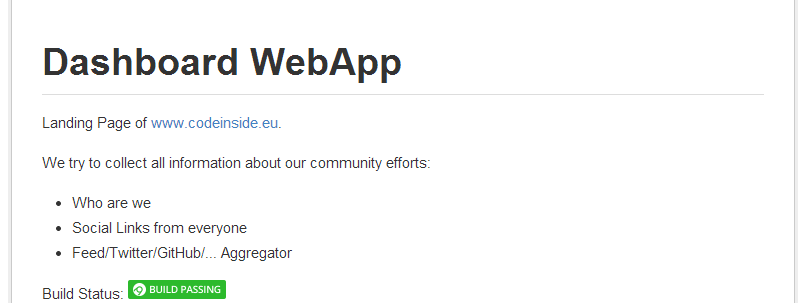 Dashboard WebApp
Landing Page of www.codeinside.eu.
We try to collect all information about our community efforts:
• Who are we
• Social Links from everyone
• Feed/Twitter/GitHub/... Aggregator
Build Status: BUILD PASSING